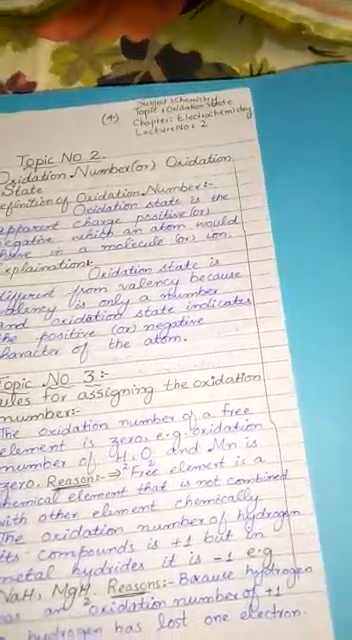 (4)
Subject: Chemistry
Topic: Oxidation State
Chapter: Electrochemistry
Lecture No: 2
Topic No 2.
Oxidation Number (or) Oxidation
State
efinition of Oxidation Number:-
Oxidation state is the
apparent charge positive (or)
negative which an atom would
have in a molecule (or) ion.
xplaination:
Oxidation state is
different from valency because
valency is only a number
and oxidation state indicates
the positive (or) negative
haracter of the atom.
Topic No 3:-
ules for assigning the oxidation
number:-
The oxidation number of a free
element is zero, e.g. oxidation
number of H₂, O₂ and Mn is
zero. Reason:-⇒ Free element is a
hemical element that is not combined
with other element chemically
The oxidation number of hydrogen
its compounds is +1 but in
metal hydrides it is -1 e.g
NaH, MgH₂. Reasons:- Because hydrogen
has an oxidation number of +1
hydrogen has lost one electron.